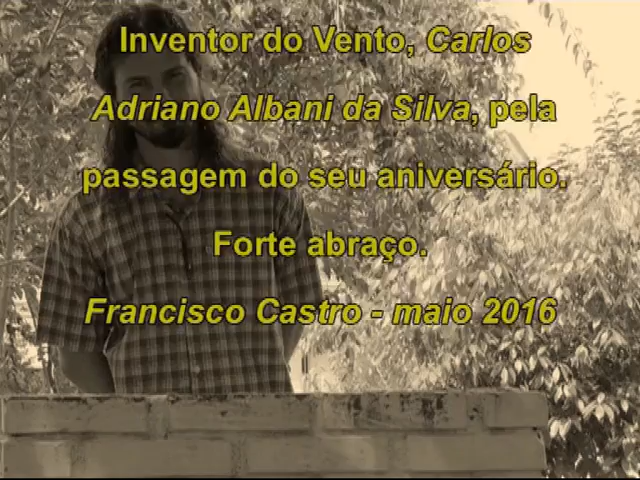 Inventor do Vento, Carlos
Adriano Albani da Silva, pela
passagem do seu aniversário.
Forte abraço.
Francisco Castro - maio 2016